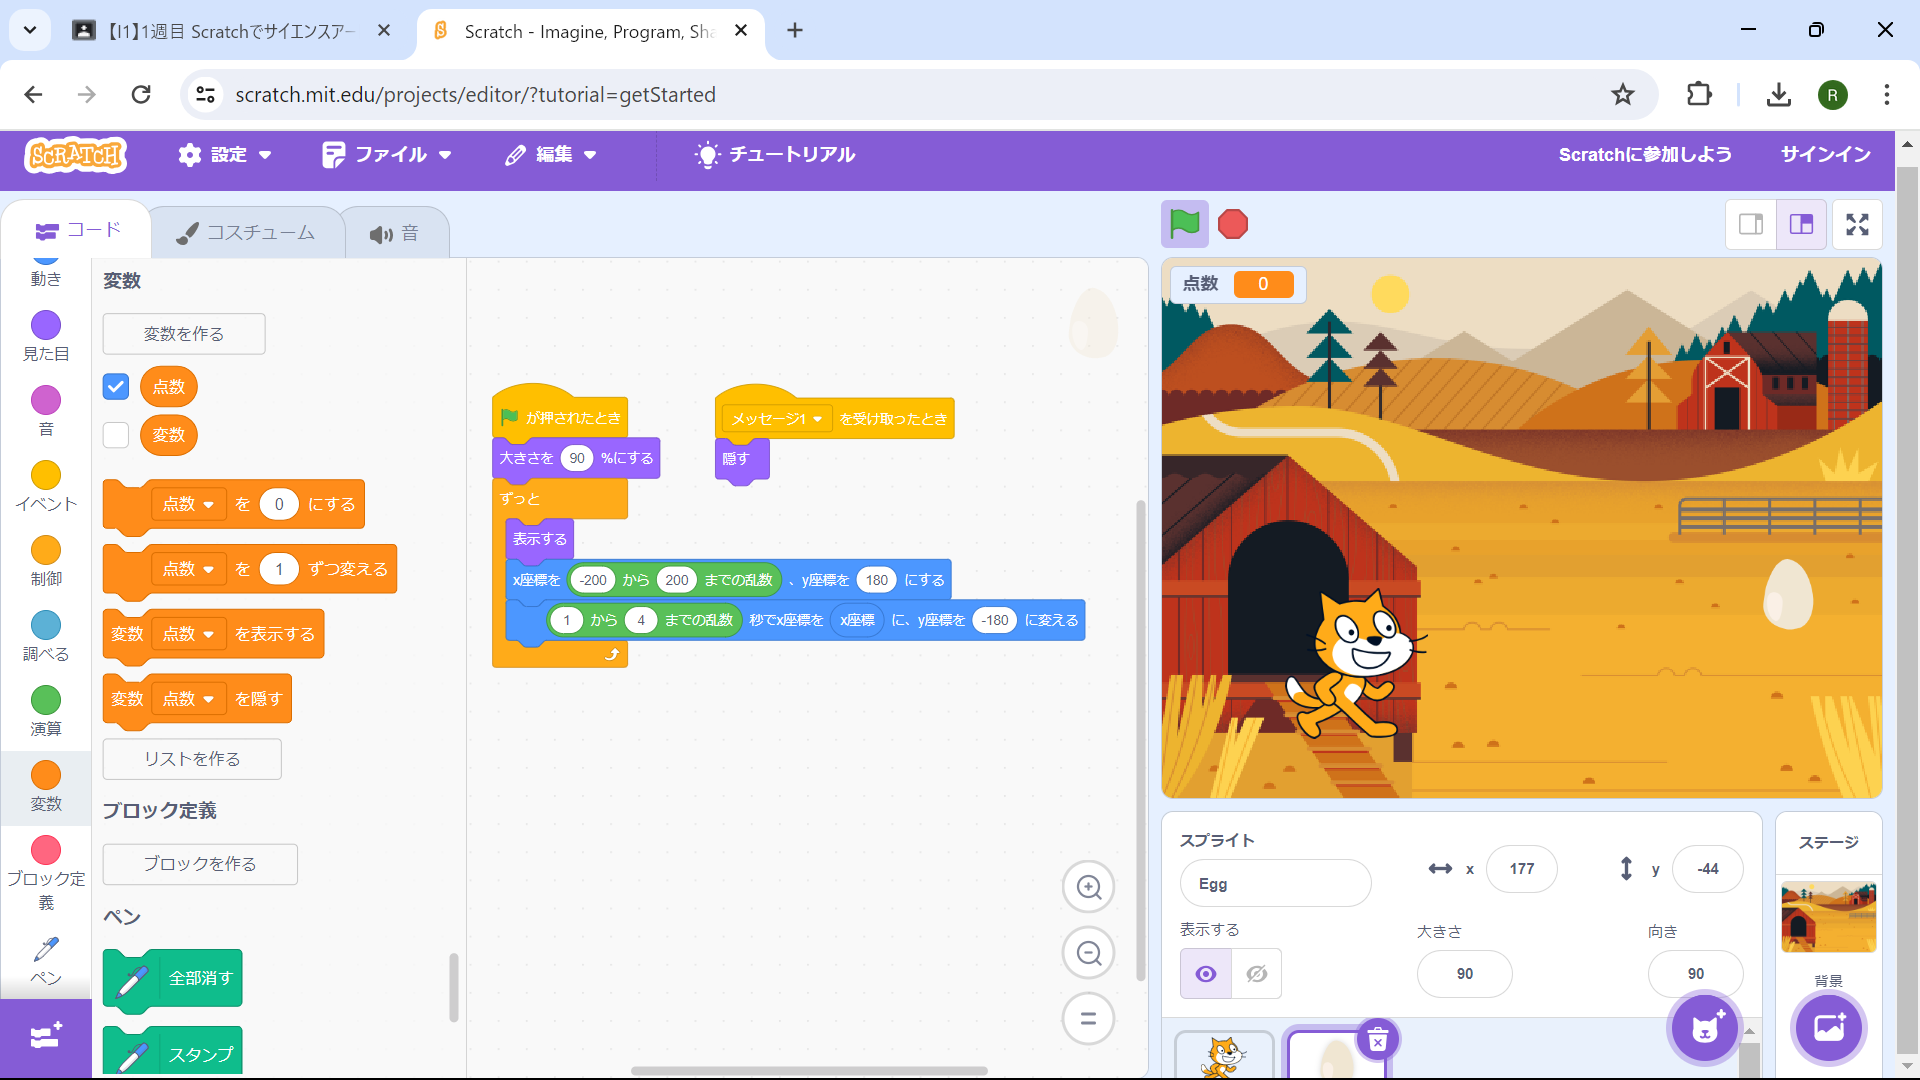 【I1】1週目 Scratchでサイエンスアー
Scratch - Imagine, Program, Sha
scratch.mit.edu/projects/editor/?tutorial=getStarted
R
SCRATCH
設定
ファイル
編集
チュートリアル
Scratchに参加しよう
サインイン
コード
コスチューム
音
動き
見た目
音
イベント
制御
調べる
演算
変数
ブロック定
義
ペン
変数
変数を作る
点数
変数
点数 を 0 にする
点数 を 1 ずつ変える
変数 点数 を表示する
変数 点数 を隠す
リストを作る
ブロック定義
ブロックを作る
ペン
全部消す
スタンプ
が押されたとき
大きさを 90 %にする
ずっと
表示する
x座標を -200 から 200 までの乱数 、y座標を 180 にする
1 から 4 までの乱数 秒でx座標を x座標 に、y座標を -180 に変える
メッセージ1 を受け取ったとき
隠す
点数 0
スプライト
Egg
x 177
y -44
表示する
大きさ
90
向き
90
ステージ
背景